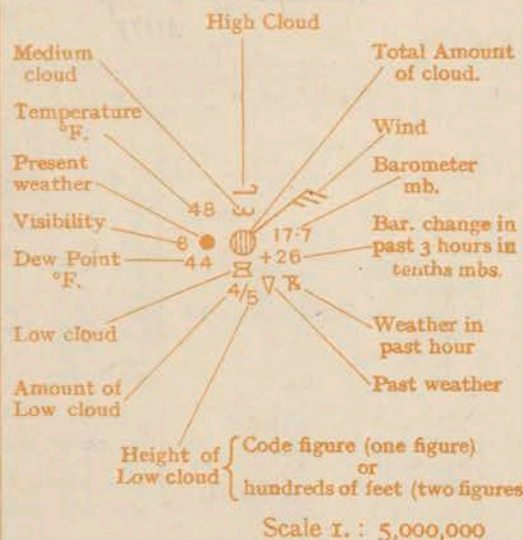 High Cloud
Medium
cloud
Total Amount
of cloud.
Temperature
°F.
Wind
Present
weather
Barometer
mb.
Visibility
Bar. change in
past 3 hours in
tenths mbs.
Dew Point
°F.
48
8
17.7
44
+26
4/5
Low cloud
Weather in
past hour
Amount of
Low cloud
Past weather
Height of
Low cloud
Code figure (one figure)
or
hundreds of feet (two figures
Scale 1. : 5,000,000